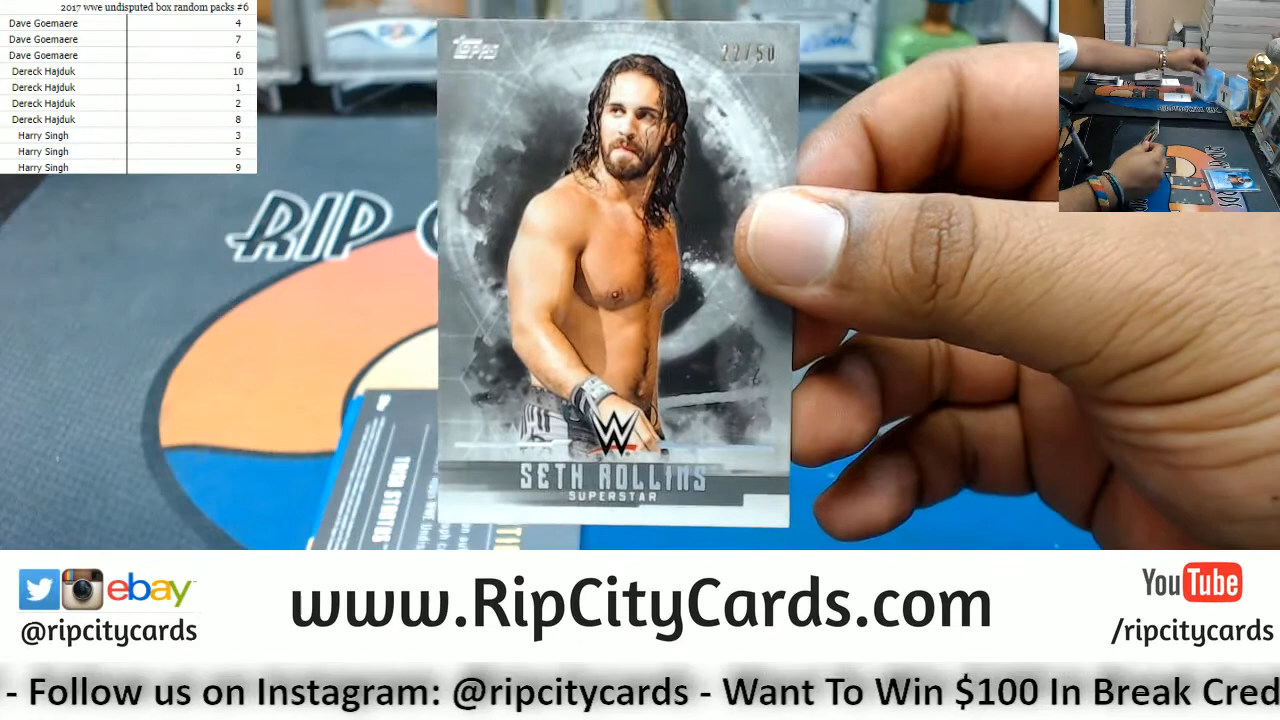 2017 wwe undisputed box random packs #6
Dave Goemaere 4
Dave Goemaere 7
Dave Goemaere 6
Dereck Hajduk 10
Dereck Hajduk 1
Dereck Hajduk 2
Dereck Hajduk 8
Harry Singh 3
Harry Singh 5
Harry Singh 9
Topps
22/50
RIP
W
SETH ROLLINS
SUPERSTAR
ebay
@ripcitycards
www.RipCityCards.com
YouTube
/ripcitycards
- Follow us on Instagram: @ripcitycards - Want To Win $100 In Break Cred